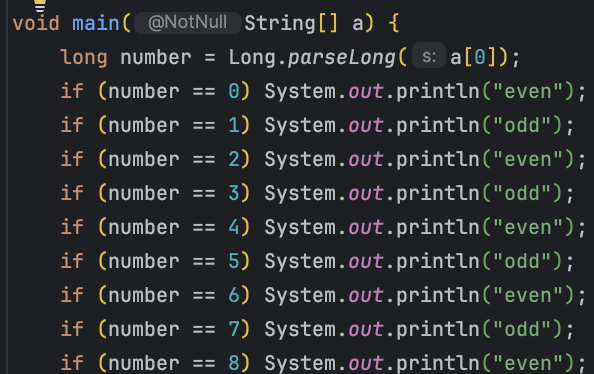 void main( @NotNull String[] a) {
    long number = Long.parseLong( s: a[0]);
    if (number == 0) System.out.println("even");
    if (number == 1) System.out.println("odd");
    if (number == 2) System.out.println("even");
    if (number == 3) System.out.println("odd");
    if (number == 4) System.out.println("even");
    if (number == 5) System.out.println("odd");
    if (number == 6) System.out.println("even");
    if (number == 7) System.out.println("odd");
    if (number == 8) System.out.println("even");